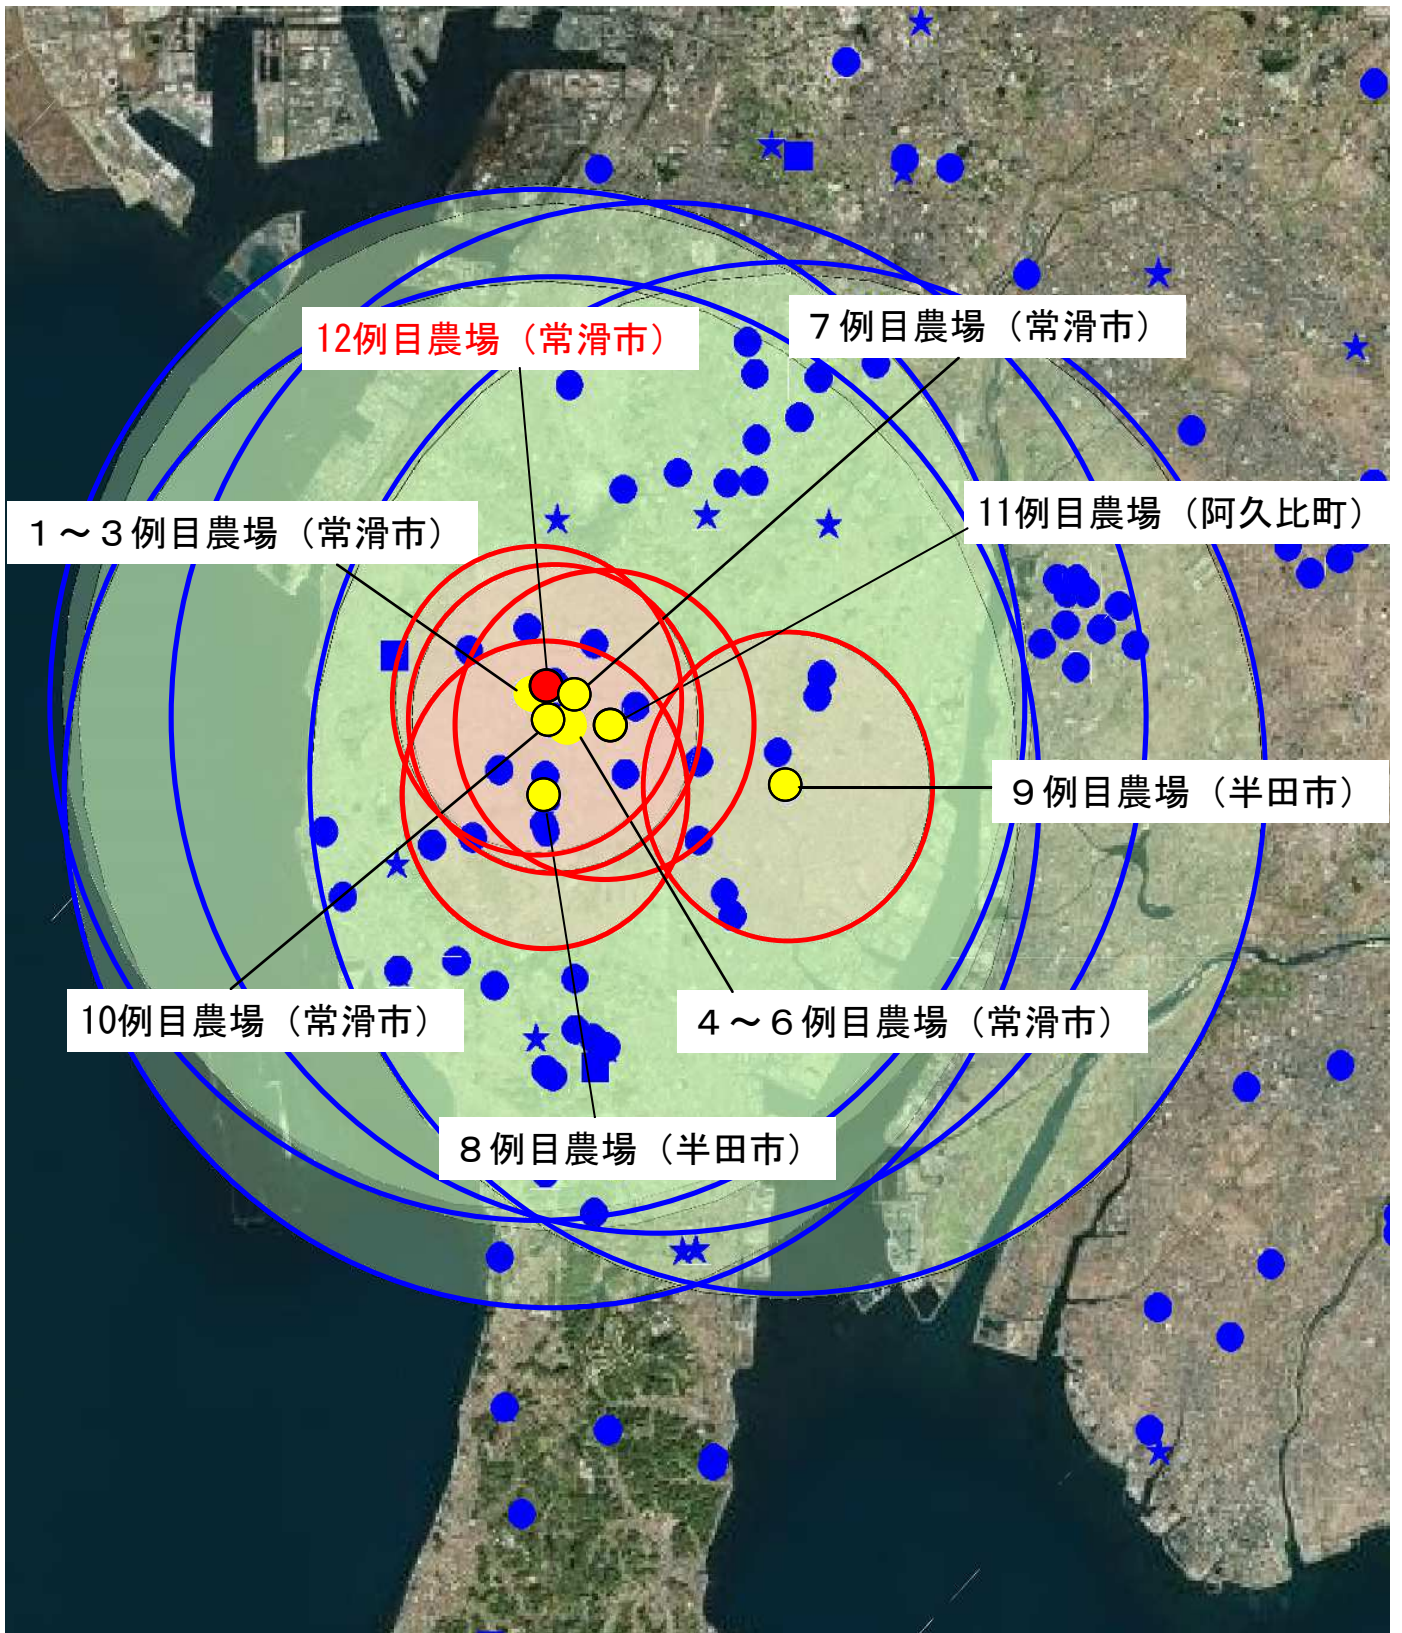 ７例目農場（常滑市）
12例目農場（常滑市）
11例目農場（阿久比町）
１～３例目農場（常滑市）
９例目農場（半田市）
10例目農場（常滑市）
４～６例目農場（常滑市）
８例目農場（半田市）